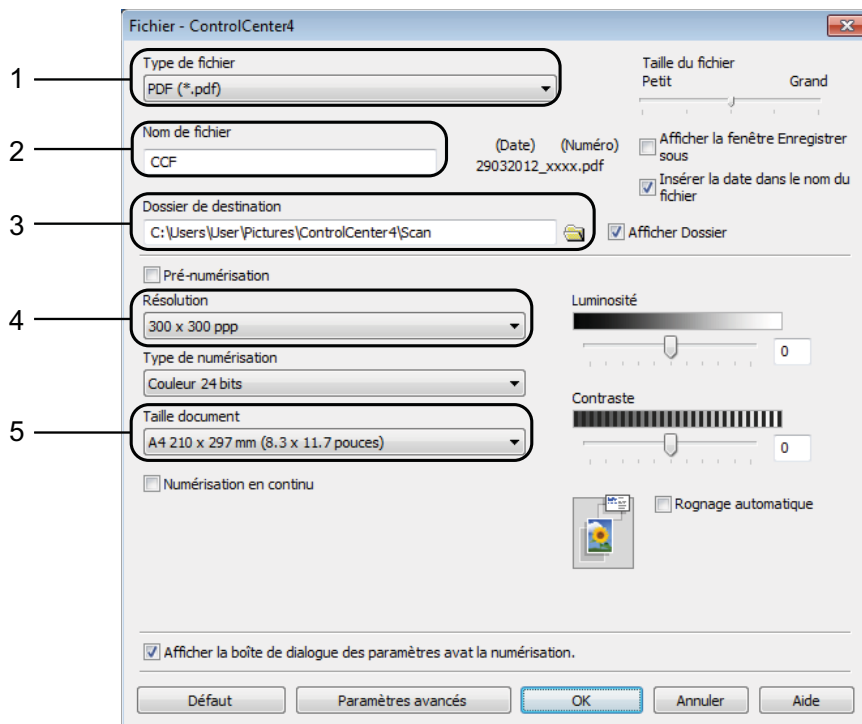 Fichier - ControlCenter4
1
Type de fichier
PDF (*.pdf)
Taille du fichier
Petit
Grand
2
Nom de fichier
CCF
(Date)
(Numéro)
29032012_xxxx.pdf
Afficher la fenêtre Enregistrer
sous
Insérer la date dans le nom du
fichier
3
Dossier de destination
C:\Users\User\Pictures\ControlCenter4\Scan
Afficher Dossier
Pré-numérisation
4
Résolution
300 x 300 ppp
Luminosité
0
Type de numérisation
Couleur 24 bits
Contraste
0
5
Taille document
A4 210 x 297 mm (8.3 x 11.7 pouces)
Numérisation en continu
Rognage automatique
Afficher la boîte de dialogue des paramètres avat la numérisation.
Défaut
Paramètres avancés
OK
Annuler
Aide